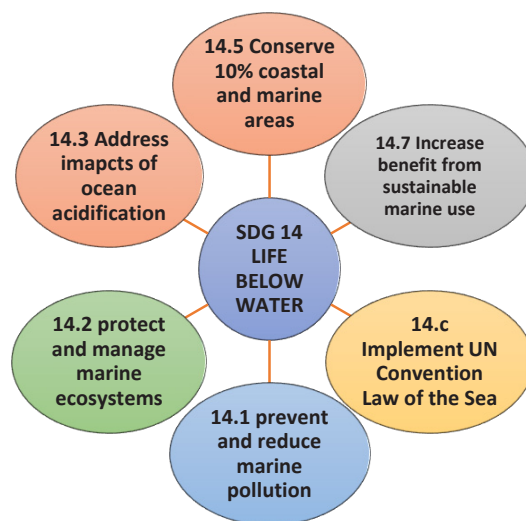 14.5 Conserve
10% coastal
and marine
areas
14.3 Address
imapcts of
ocean
acidification
14.7 Increase
benefit from
sustainable
marine use
SDG 14
LIFE
BELOW
WATER
14.2 protect
and manage
marine
ecosystems
14.c
Implement UN
Convention
Law of the Sea
14.1 prevent
and reduce
marine
pollution